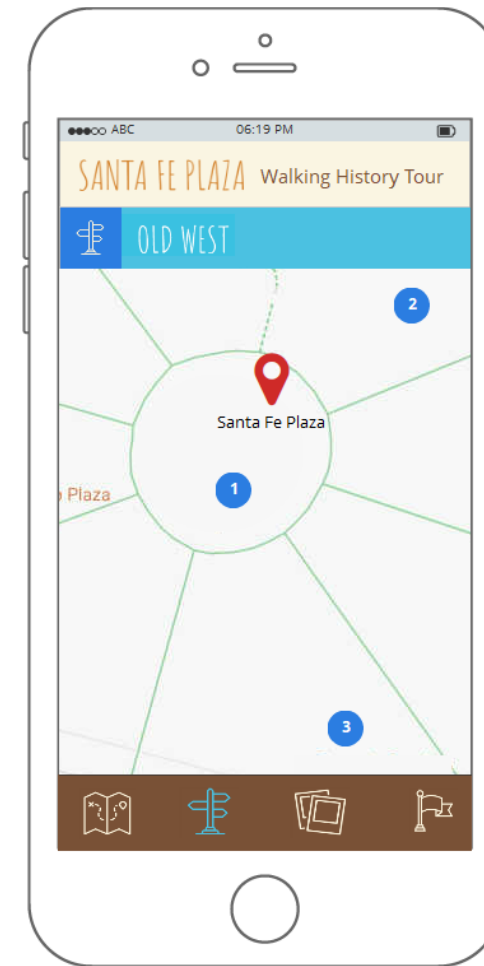 ABC 06:19 PM
SANTA FE PLAZA Walking History Tour
OLD WEST
2
Santa Fe Plaza
1
Plaza
3